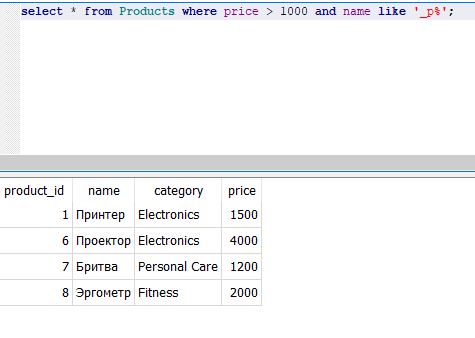 select * from Products where price > 1000 and name like '_р%';
product_id name category price
1 Принтер Electronics 1500
6 Проектор Electronics 4000
7 Бритва Personal Care 1200
8 Эргометр Fitness 2000